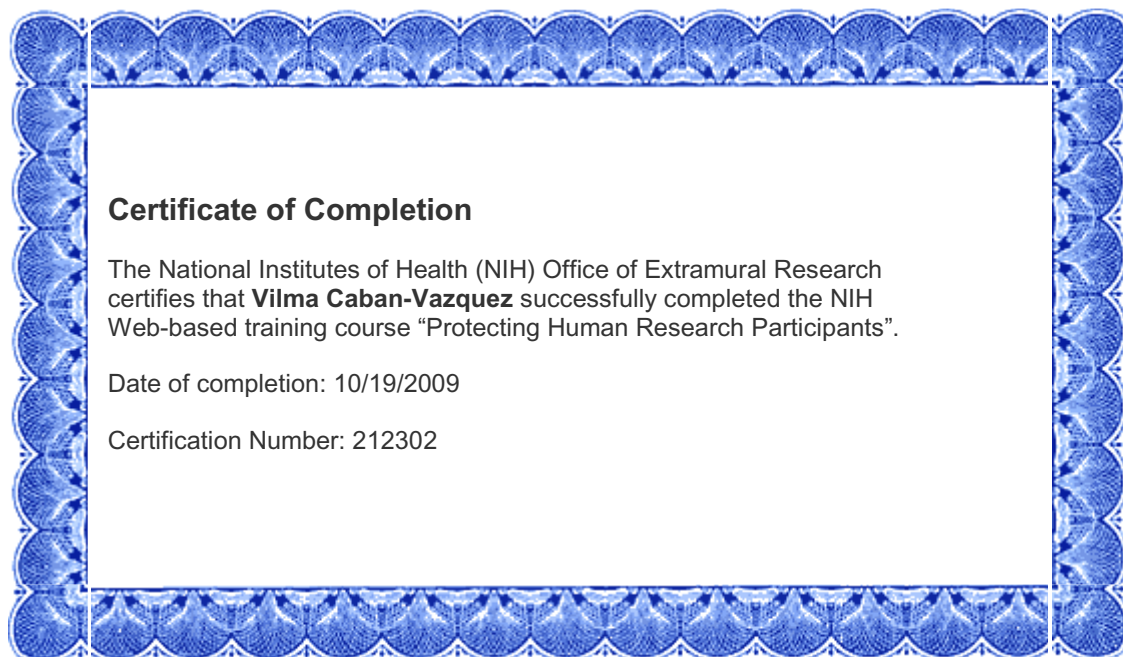 Certificate of Completion
The National Institutes of Health (NIH) Office of Extramural Research
certifies that Vilma Caban-Vazquez successfully completed the NIH
Web-based training course “Protecting Human Research Participants”.
Date of completion: 10/19/2009
Certification Number: 212302